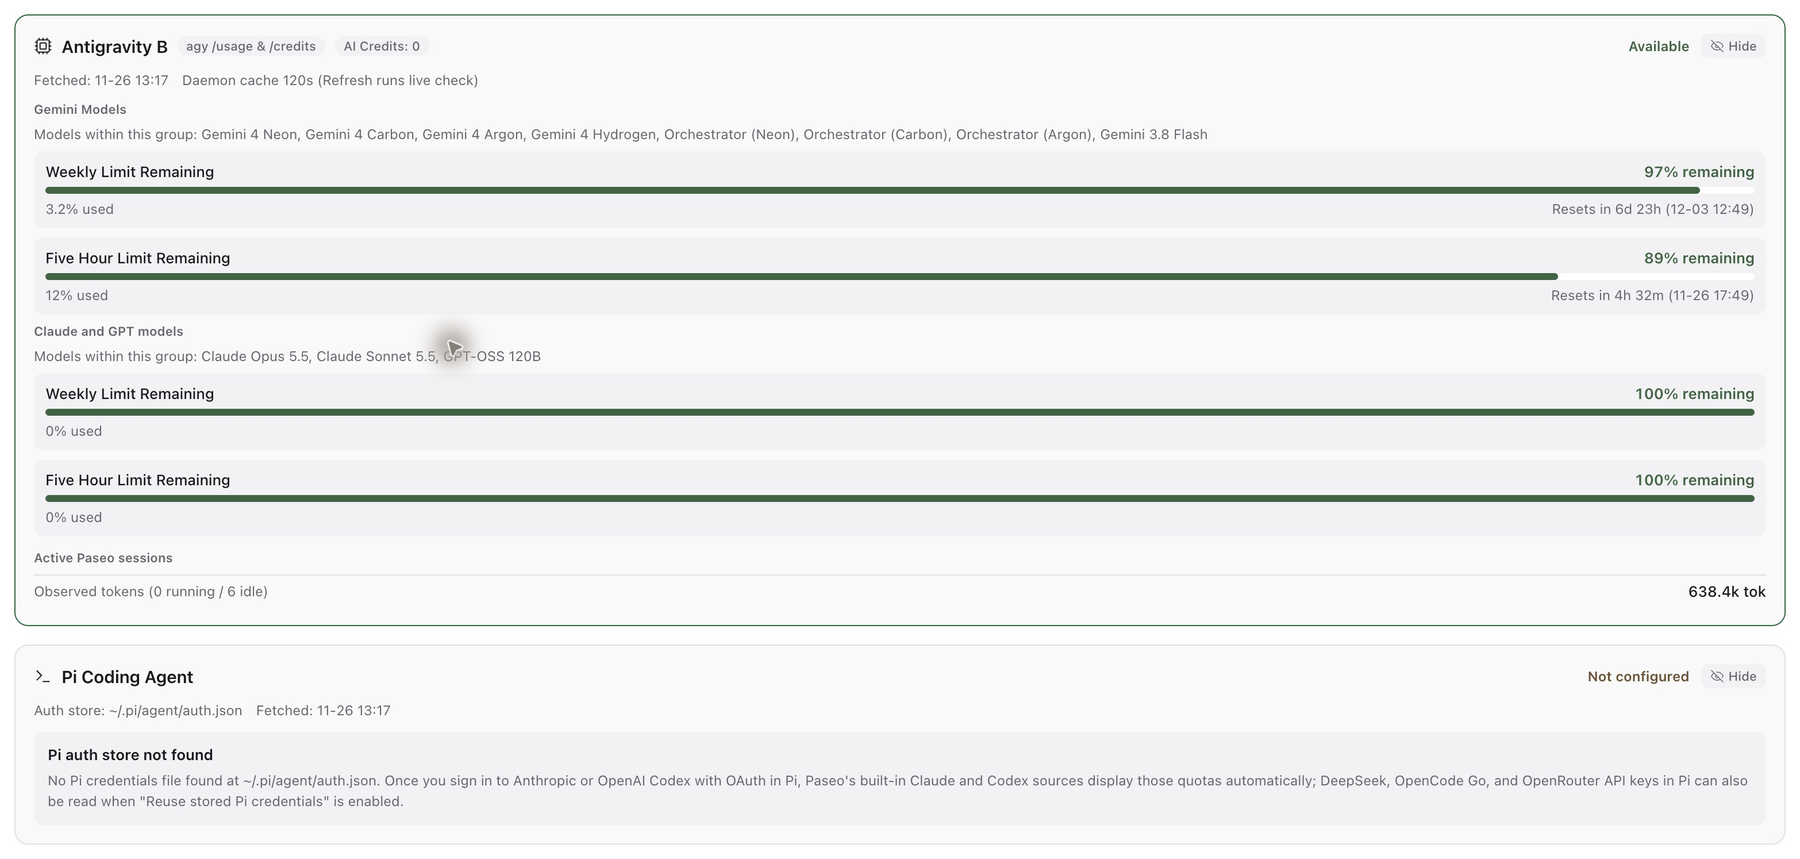 Antigravity B agy /usage & /credits AI Credits: 0 Available Hide
Fetched: 11-26 13:17 Daemon cache 120s (Refresh runs live check)
Gemini Models
Models within this group: Gemini 4 Neon, Gemini 4 Carbon, Gemini 4 Argon, Gemini 4 Hydrogen, Orchestrator (Neon), Orchestrator (Carbon), Orchestrator (Argon), Gemini 3.8 Flash
Weekly Limit Remaining 97% remaining
3.2% used Resets in 6d 23h (12-03 12:49)
Five Hour Limit Remaining 89% remaining
12% used Resets in 4h 32m (11-26 17:49)
Claude and GPT models
Models within this group: Claude Opus 5.5, Claude Sonnet 5.5, GPT-OSS 120B
Weekly Limit Remaining 100% remaining
0% used
Five Hour Limit Remaining 100% remaining
0% used
Active Paseo sessions
Observed tokens (0 running / 6 idle) 638.4k tok
Pi Coding Agent Not configured Hide
Auth store: ~/.pi/agent/auth.json Fetched: 11-26 13:17
Pi auth store not found
No Pi credentials file found at ~/.pi/agent/auth.json. Once you sign in to Anthropic or OpenAI Codex with OAuth in Pi, Paseo's built-in Claude and Codex sources display those quotas automatically; DeepSeek, OpenCode Go, and OpenRouter API keys in Pi can also
be read when "Reuse stored Pi credentials" is enabled.